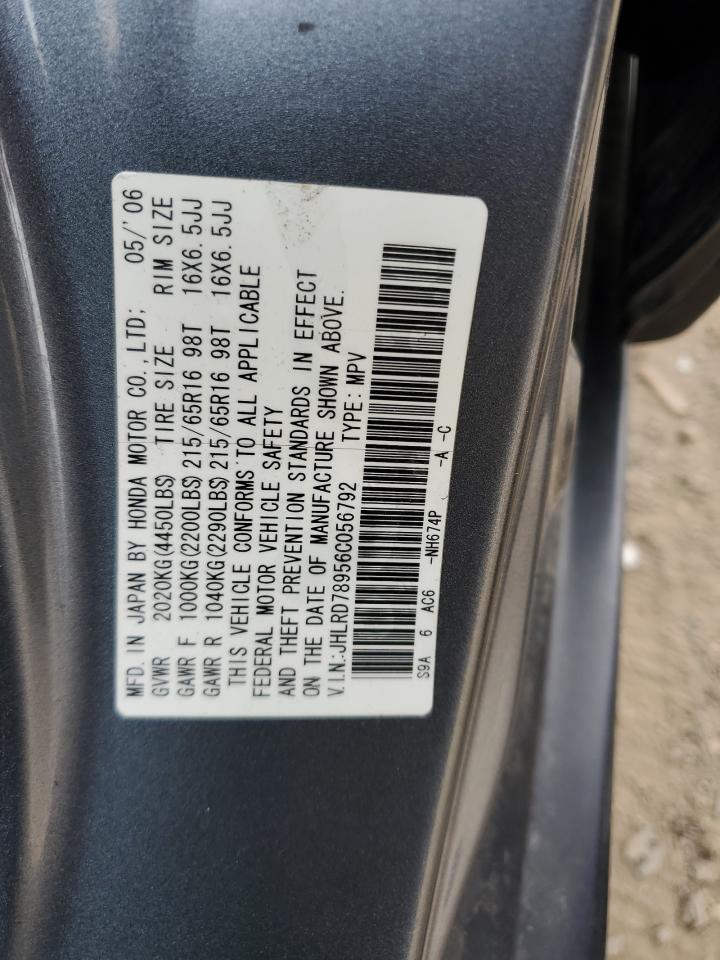 MFD. IN JAPAN BY HONDA MOTOR CO.,LTD; 05/'06
GVWR 2020KG(4450LBS) TIRE SIZE RIM SIZE
GAWR F 1000KG(2200LBS) 215/65R16 98T 16X6.5JJ
GAWR R 1040KG(2290LBS) 215/65R16 98T 16X6.5JJ
THIS VEHICLE CONFORMS TO ALL APPLICABLE
FEDERAL MOTOR VEHICLE SAFETY
AND THEFT PREVENTION STANDARDS IN EFFECT
ON THE DATE OF MANUFACTURE SHOWN ABOVE.
V.I.N:JHLRD78956C056792 TYPE: MPV
S9A 6 AC6 -NH674P -A -C